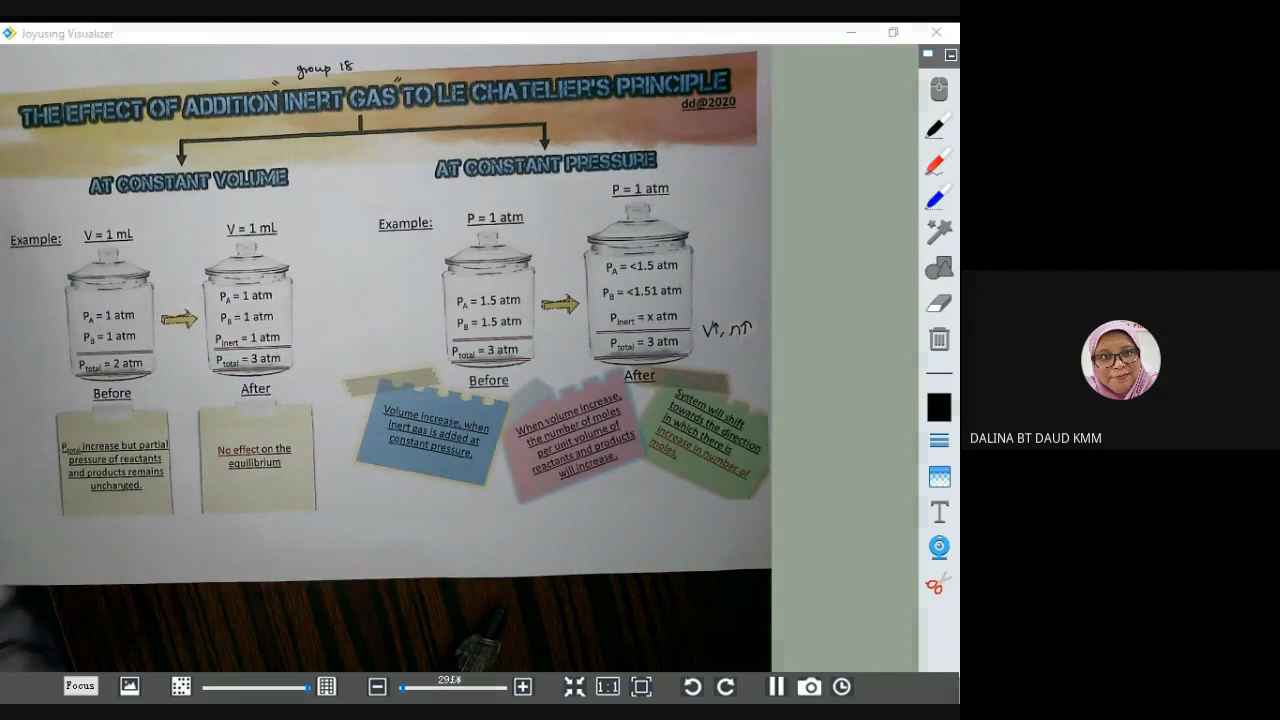 Joyusing Visualizer
group 18
THE EFFECT OF ADDITION "INERT GAS" TO LE CHATELIER'S PRINCIPLE
dd@2020
AT CONSTANT VOLUME
AT CONSTANT PRESSURE
Example:
V = 1 mL
V = 1 mL
P_A = 1 atm
P_B = 1 atm
P_total = 2 atm
Before
P_A = 1 atm
P_B = 1 atm
P_Inert = 1 atm
P_total = 3 atm
After
P_total Increase but partial
pressure of reactants
and products remains
unchanged.
No effect on the
equilibrium
Example:
P = 1 atm
P = 1 atm
P_A = 1.5 atm
P_B = 1.5 atm
P_total = 3 atm
Before
P_A = <1.5 atm
P_B = <1.51 atm
P_Inert = x atm
P_total = 3 atm
After
V↑, n↑
Volume increase, when
inert gas is added at
constant pressure.
When volume increase,
the number of moles
per unit volume of
reactants and products
will increase.
System will shift
towards the direction
in which there is
increase in number of
moles.
DALINA BT DAUD KMM
T
Focus
1:1